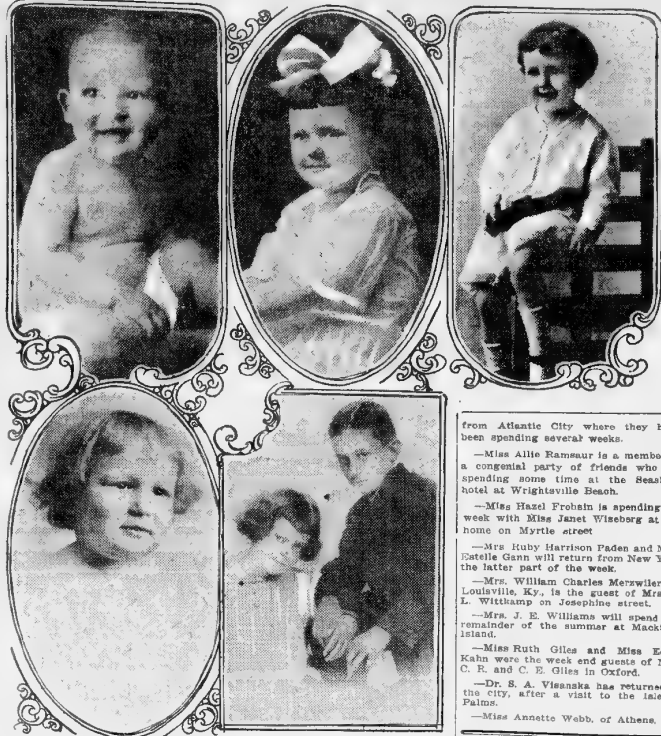 from Atlantic City where they h
been spending several weeks.
—Miss Allie Ramsaur is a membe
a congenial party of friends who
spending some time at the Seas
hotel at Wrightsville Beach.
—Miss Hazel Frohsin is spending
week with Miss Janet Wiseberg at
home on Myrtle street
—Mrs Ruby Harrison Paden and M
Estelle Gann will return from New Y
the latter part of the week.
—Mrs. William Charles Merzwiler
Louisville, Ky., is the guest of Mrs
L. Wittkamp on Josephine street.
—Mrs. J. E. Williams will spend
remainder of the summer at Macki
Island.
—Miss Ruth Giles and Miss E
Kahn were the week end guests of
C. R. and C. E. Giles in Oxford.
—Dr. S. A. Visanska has returned
the city, after a visit to the Isle
Palms.
—Miss Annette Webb, of Athens,